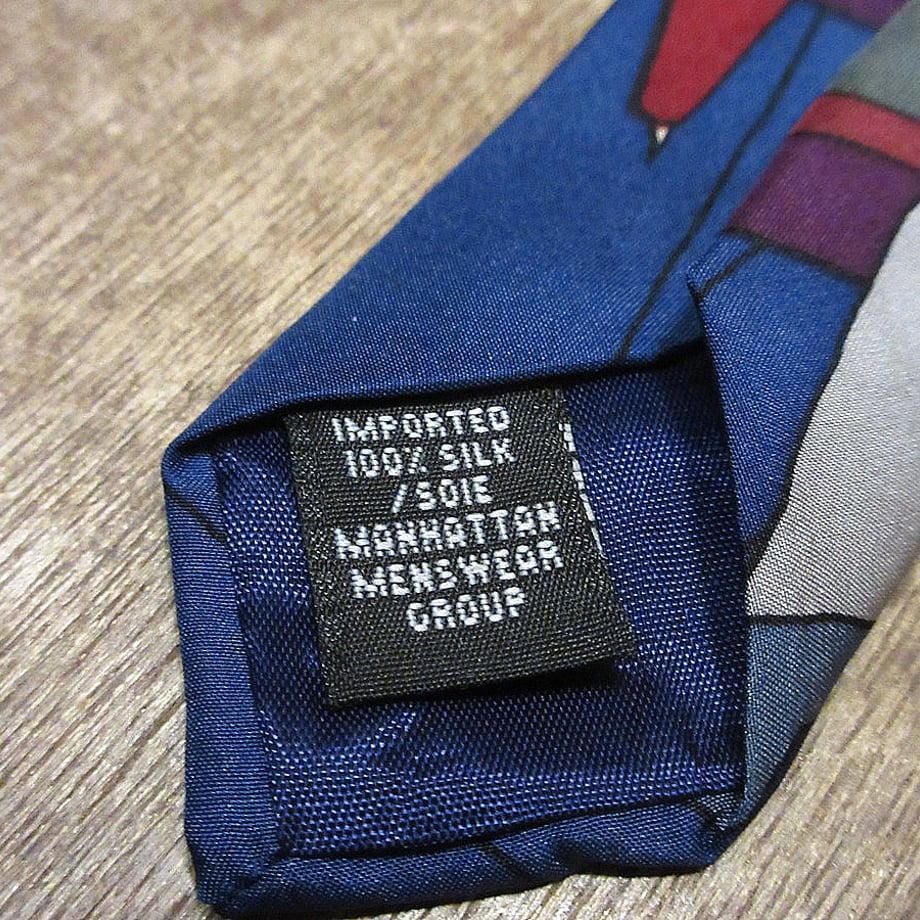 IMPORTED
100% SILK
/SOIE
MANHATTAN
MENSWEAR
GROUP